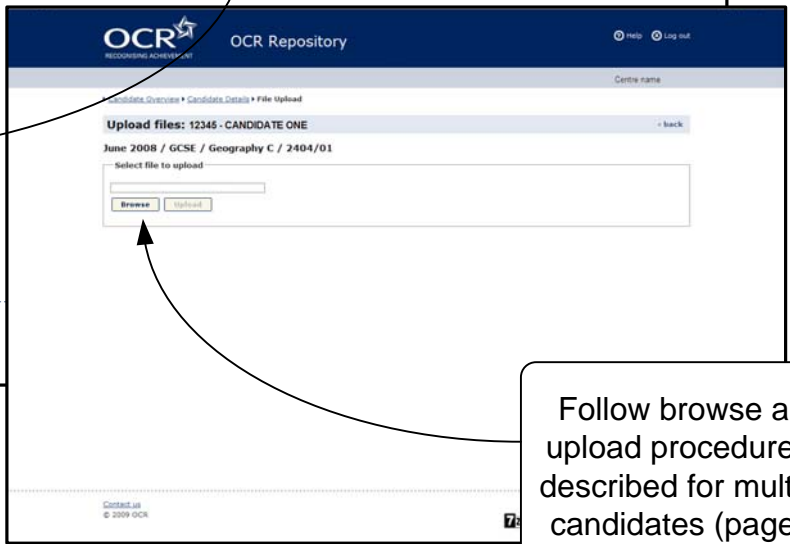 OCR
RECOGNISING ACHIEVEMENT
OCR Repository
Help Log out
Centre name
Candidate Overview Candidate Details File Upload
Upload files: 12345 - CANDIDATE ONE
‹ back
June 2008 / GCSE / Geography C / 2404/01
Select file to upload
Browse Upload
Follow browse a
upload procedure
described for mult
candidates (page
Contact us
© 2009 OCR